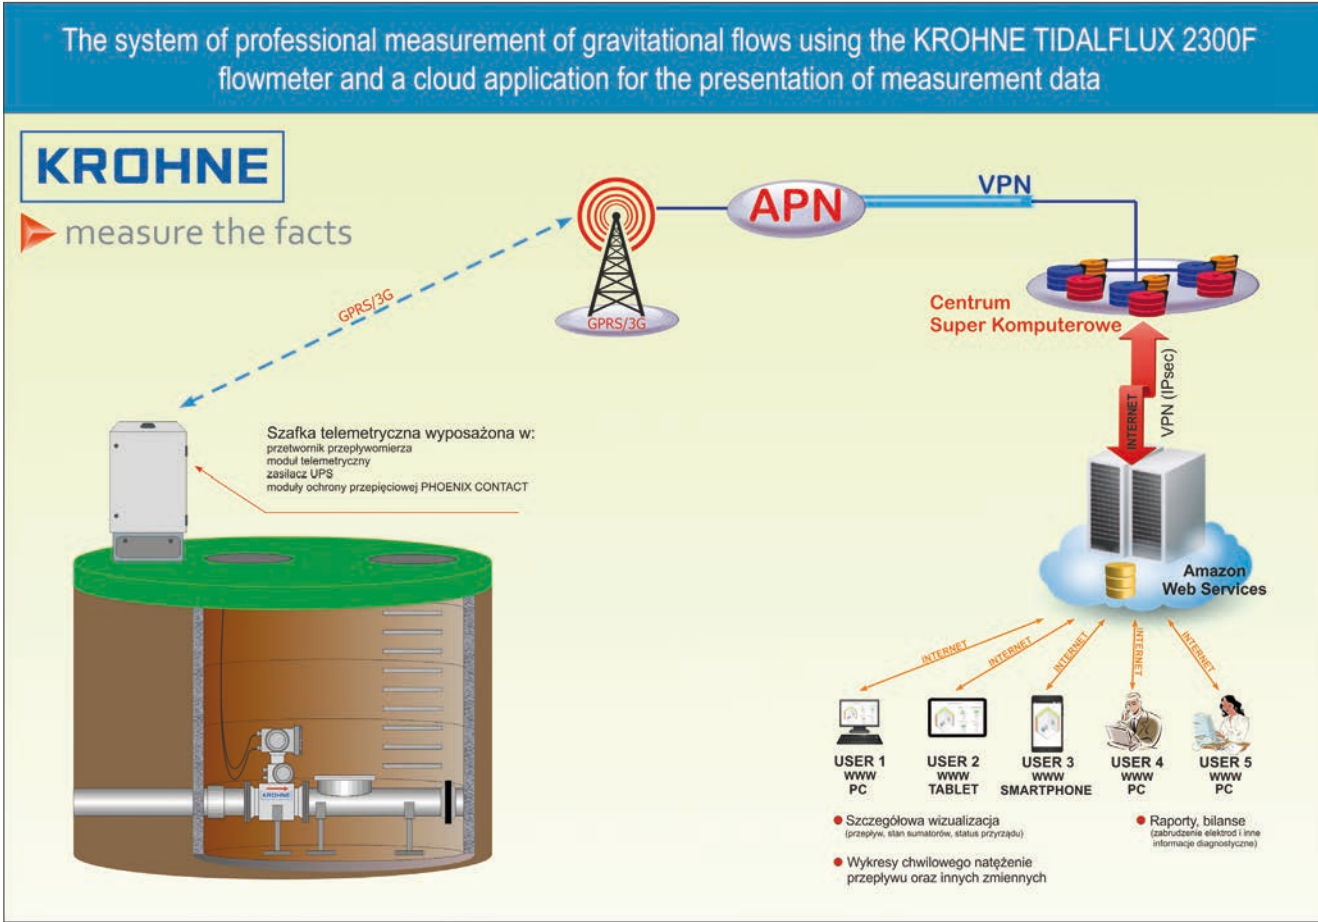 The system of professional measurement of gravitational flows using the KROHNE TIDALFLUX 2300F
flowmeter and a cloud application for the presentation of measurement data
KROHNE
measure the facts
GPRS/3G
GPRS/3G
APN
VPN
Centrum
Super Komputerowe
INTERNET
VPN (IPsec)
Szafka telemetryczna wyposażona w:
przetwornik przepływomierza
moduł telemetryczny
zasilacz UPS
moduły ochrony przepięciowej PHOENIX CONTACT
Amazon
Web Services
INTERNET
INTERNET
INTERNET
INTERNET
INTERNET
KROHNE
USER 1
www
PC
USER 2
www
TABLET
USER 3
www
SMARTPHONE
USER 4
www
PC
USER 5
www
PC
Szczegółowa wizualizacja
(przepływ, stan sumatorów, status przyrządu)
Wykresy chwilowego natężenie
przepływu oraz innych zmiennych
Raporty, bilanse
(zabrudzenie elektrod i inne
informacje diagnostyczne)